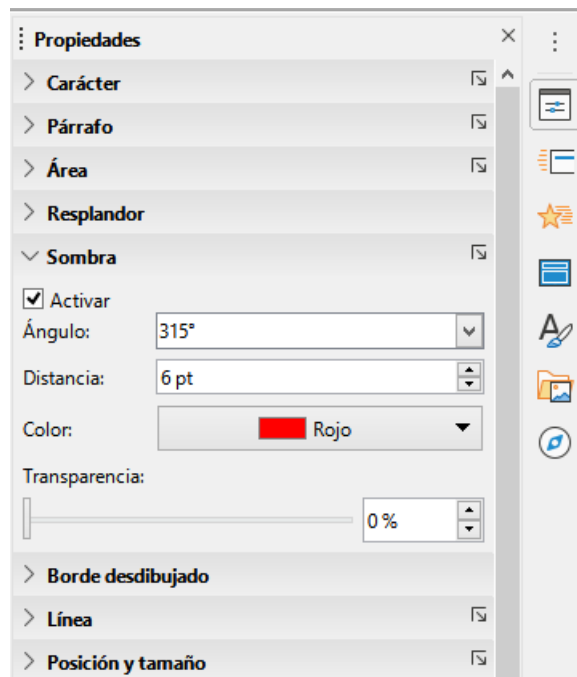 Propiedades
Carácter
Párrafo
Área
Resplandor
Sombra
Activar
Ángulo: 315°
Distancia: 6 pt
Color: Rojo
Transparencia:
0 %
Borde desdibujado
Línea
Posición y tamaño